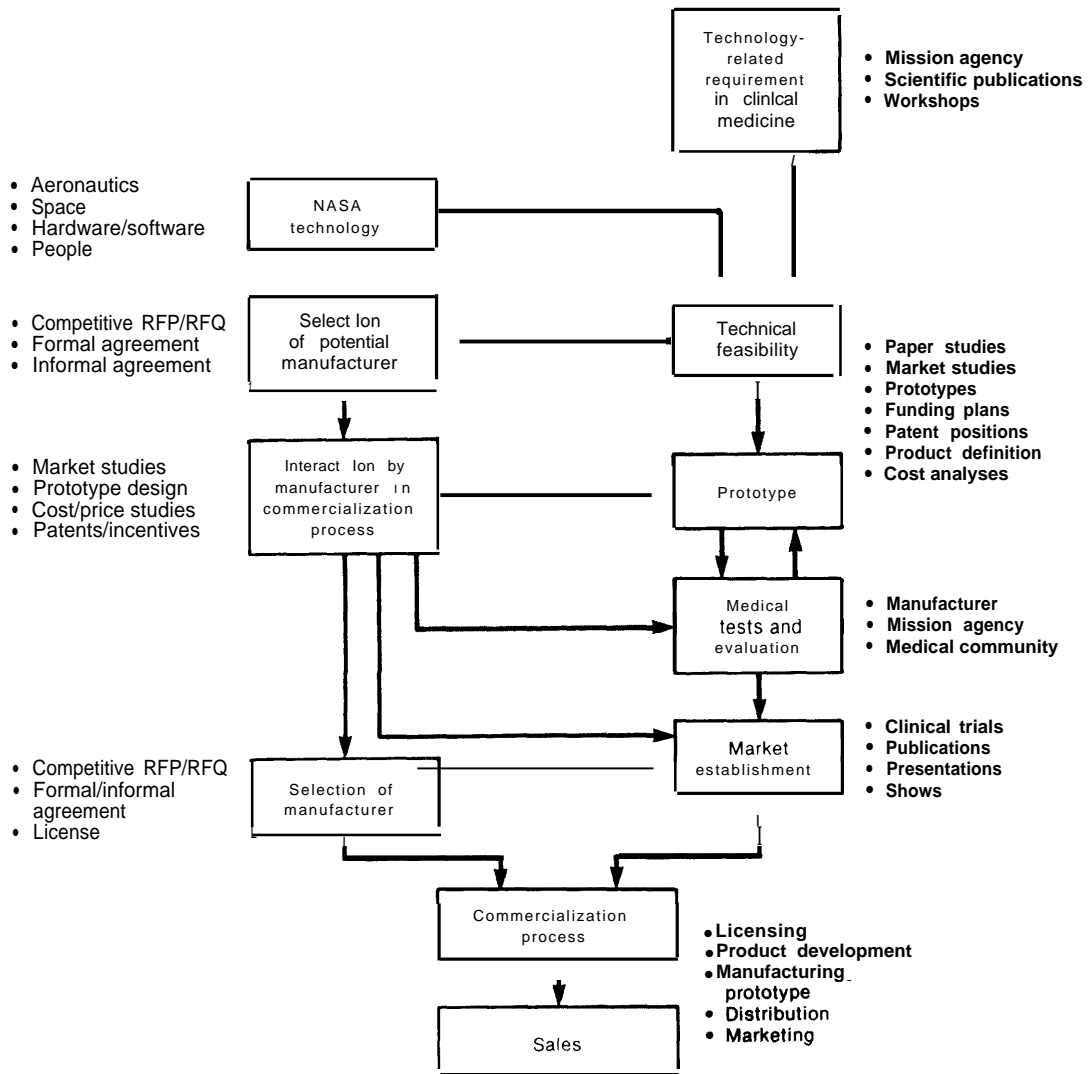 Technology-
related
requirement
in clinlcal
medicine
• Mission agency
• Scientific publications
• Workshops
• Aeronautics
• Space
• Hardware/software
• People
NASA
technology
• Competitive RFP/RFQ
• Formal agreement
• Informal agreement
Select Ion
of potential
manufacturer
Technical
feasibility
• Paper studies
• Market studies
• Prototypes
• Funding plans
• Patent positions
• Product definition
• Cost analyses
• Market studies
• Prototype design
• Cost/price studies
• Patents/incentives
Interact Ion by
manufacturer in
commercialization
process
Prototype
Medical
tests and
evaluation
• Manufacturer
• Mission agency
• Medical community
Market
establishment
• Clinical trials
• Publications
• Presentations
• Shows
• Competitive RFP/RFQ
• Formal/informal
agreement
• License
Selection of
manufacturer
Commercialization
process
• Licensing
• Product development
• Manufacturing
prototype
• Distribution
• Marketing
Sales